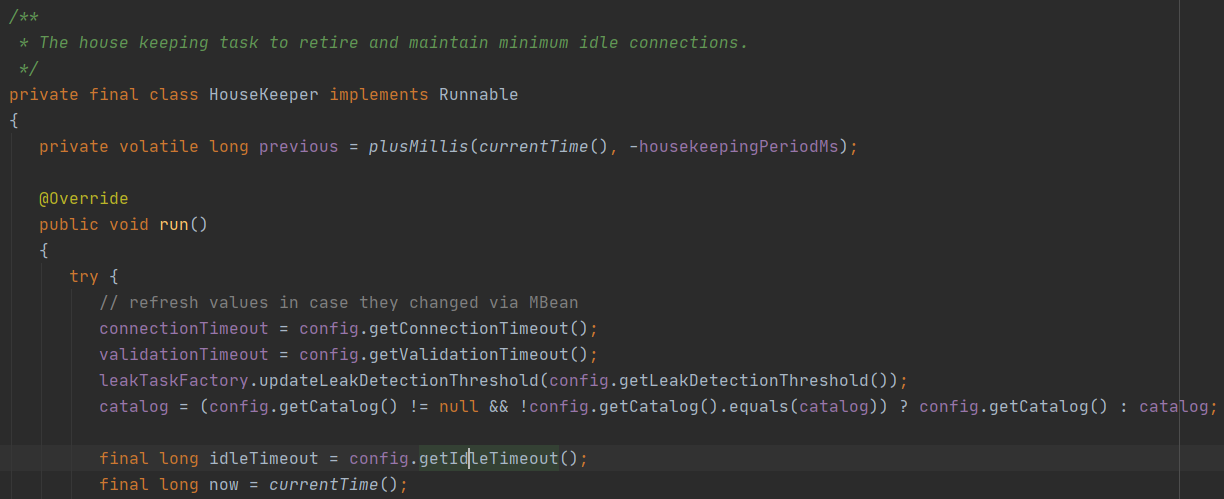 /**
 * The house keeping task to retire and maintain minimum idle connections.
 */
private final class HouseKeeper implements Runnable
{
   private volatile long previous = plusMillis(currentTime(), -housekeepingPeriodMs);

   @Override
   public void run()
   {
      try {
         // refresh values in case they changed via MBean
         connectionTimeout = config.getConnectionTimeout();
         validationTimeout = config.getValidationTimeout();
         leakTaskFactory.updateLeakDetectionThreshold(config.getLeakDetectionThreshold());
         catalog = (config.getCatalog() != null && !config.getCatalog().equals(catalog)) ? config.getCatalog() : catalog;

         final long idleTimeout = config.getIdleTimeout();
         final long now = currentTime();